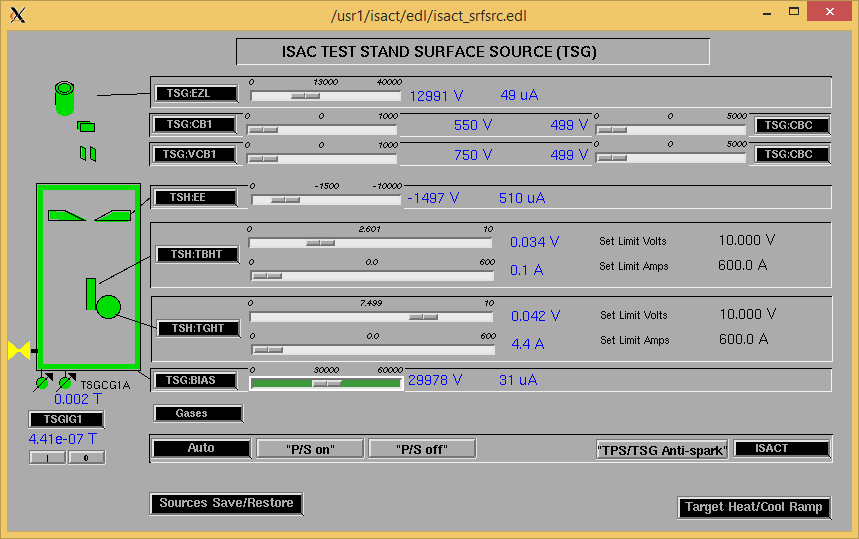 /usr1/isact/edl/isact_srfsrc.edl
ISAC TEST STAND SURFACE SOURCE (TSG)
0 13000 40000
TSG:EZL 12991 V 49 uA
0 0 1000 0 0 5000
TSG:CB1 550 V 499 V TSG:CBC
0 0 1000 0 0 5000
TSG:VCB1 750 V 499 V TSG:CBC
0 -1500 -10000
TSH:EE -1497 V 510 uA
0 2.601 10
0.034 V Set Limit Volts 10.000 V
TSH:TBHT
0 0.0 600
0.1 A Set Limit Amps 600.0 A
0 7.499 10
0.042 V Set Limit Volts 10.000 V
TSH:TGHT
0 0.0 600
4.4 A Set Limit Amps 600.0 A
0 30000 60000
TSG:BIAS 29978 V 31 uA
TSGCG1A
0.002 T
TSGIG1
4.41e-07 T
I 0
Gases
Auto "P/S on" "P/S off" "TPS/TSG Anti-spark" ISACT
Sources Save/Restore
Target Heat/Cool Ramp